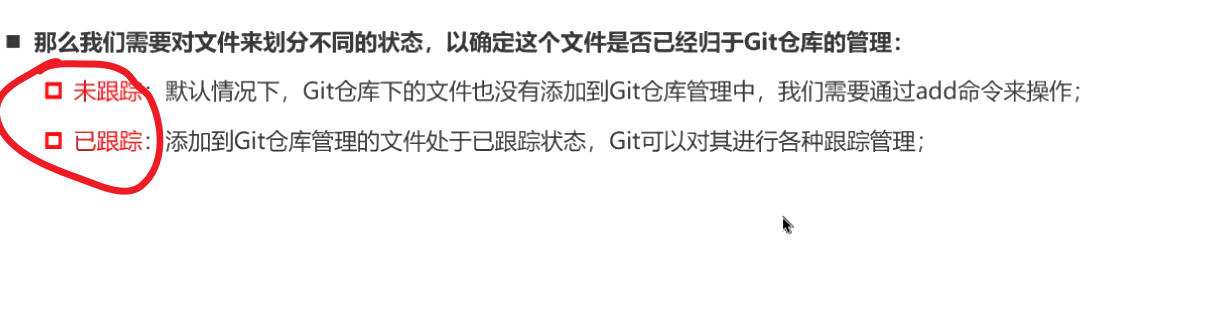 ■ 那么我们需要对文件来划分不同的状态，以确定这个文件是否已经归于Git仓库的管理：
未跟踪：默认情况下，Git仓库下的文件也没有添加到Git仓库管理中，我们需要通过add命令来操作；
已跟踪：添加到Git仓库管理的文件处于已跟踪状态，Git可以对其进行各种跟踪管理；